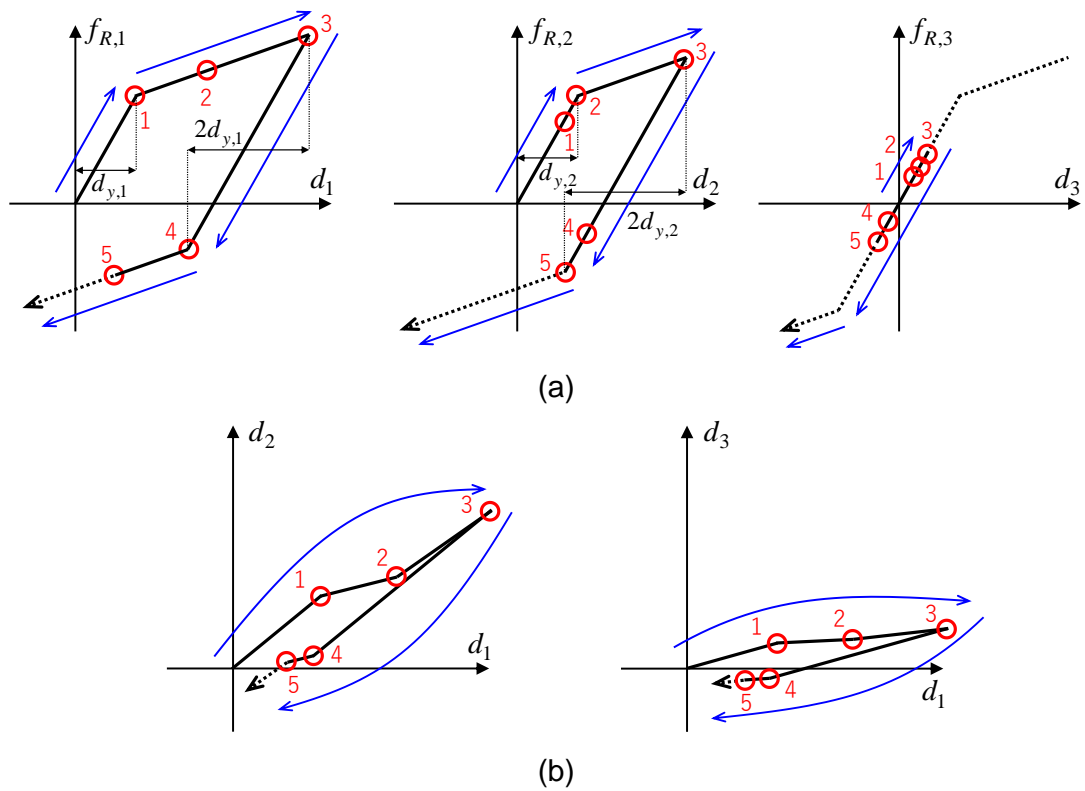 f_{R,1}
3
2
1
2d_{y,1}
d_{y,1}
d_1
4
5
f_{R,2}
3
2
1
d_{y,2}
d_2
2d_{y,2}
4
5
f_{R,3}
3
2
1
d_3
4
5
(a)
d_2
3
2
1
d_1
4
5
d_3
3
2
1
d_1
4
5
(b)